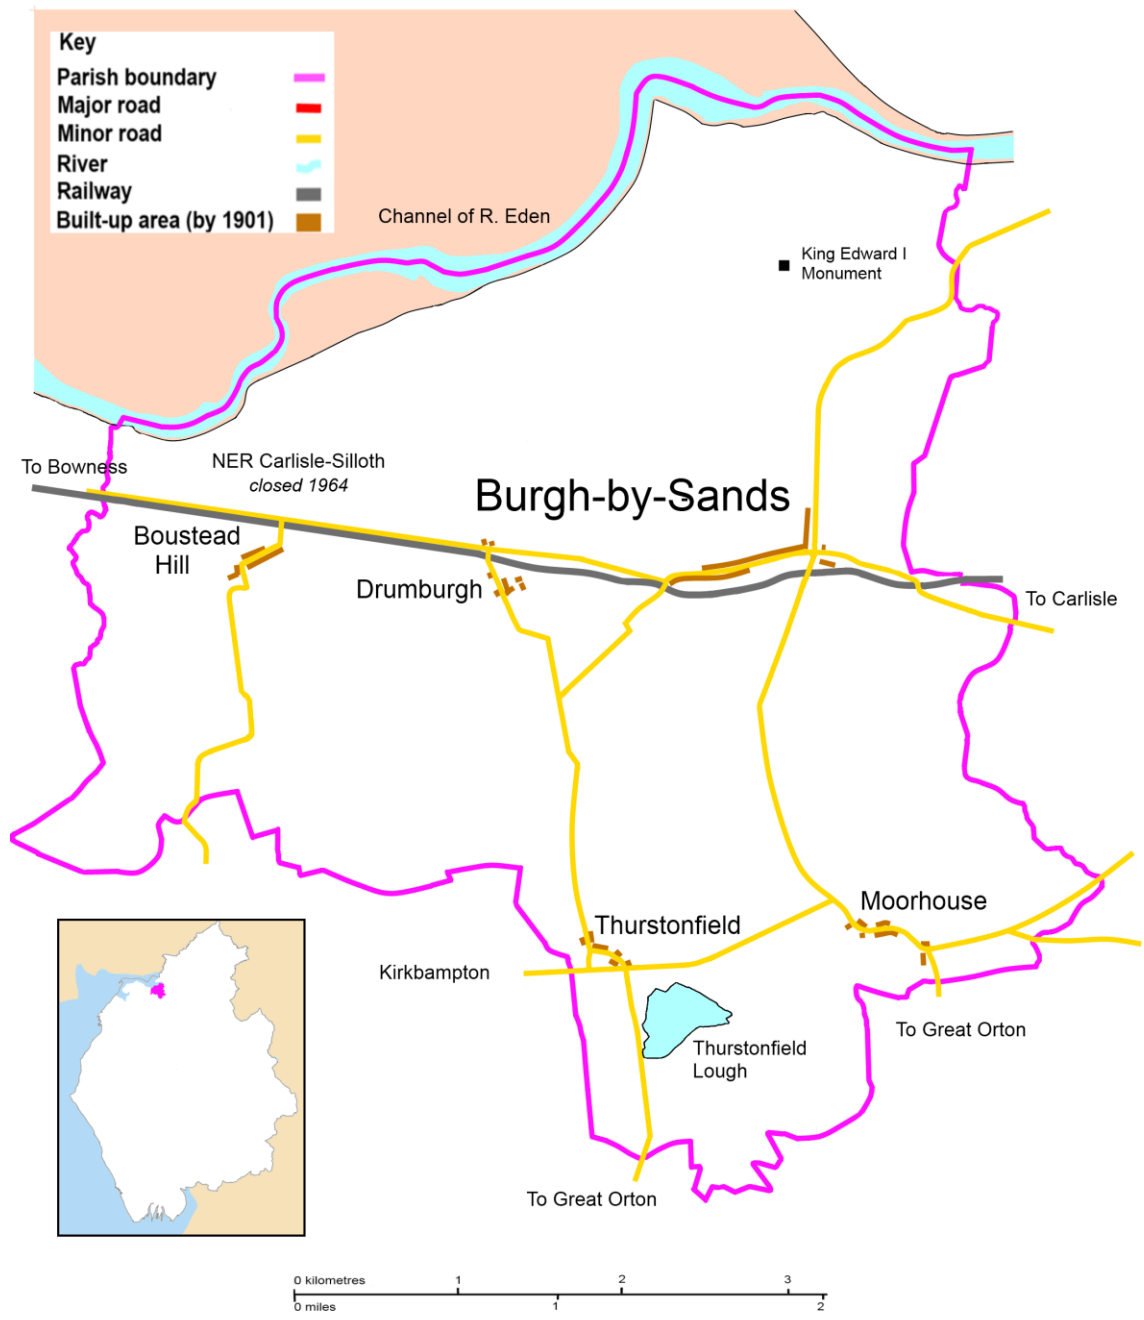 Key
Parish boundary
Major road
Minor road
River
Railway
Built-up area (by 1901)
Channel of R. Eden
King Edward I
Monument
To Bowness
NER Carlisle-Silloth
closed 1964
Burgh-by-Sands
Boustead
Hill
Drumburgh
To Carlisle
Moorhouse
Thurstonfield
Kirkbampton
To Great Orton
Thurstonfield
Lough
To Great Orton
0 kilometres 1 2 3
0 miles 1 2